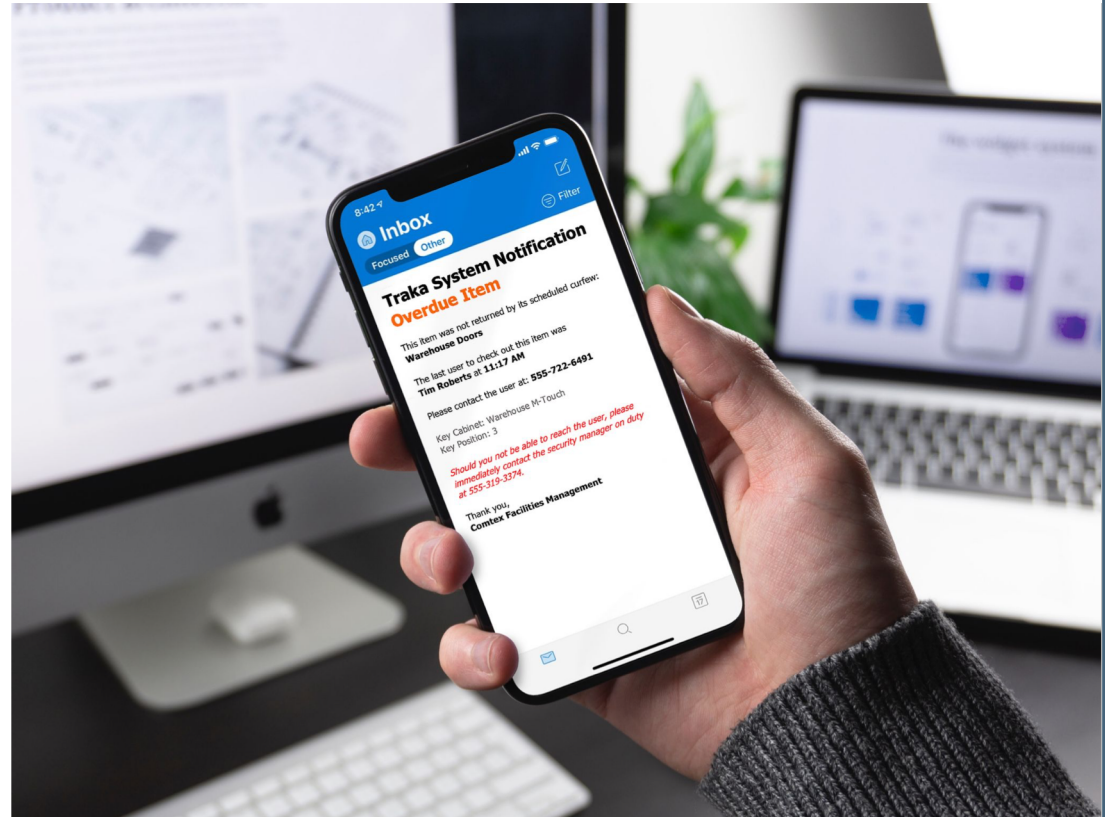 8:42
Inbox
Filter
Focused
Other
Traka System Notification
Overdue Item
This item was not returned by its scheduled curfew:
Warehouse Doors
The last user to check out this item was
Tim Roberts at 11:17 AM
Please contact the user at: 555-722-6491
Key Cabinet: Warehouse M-Touch
Key Position: 3
Should you not be able to reach the user, please
immediately contact the security manager on duty
at 555-319-3374.
Thank you,
Comtex Facilities Management
17